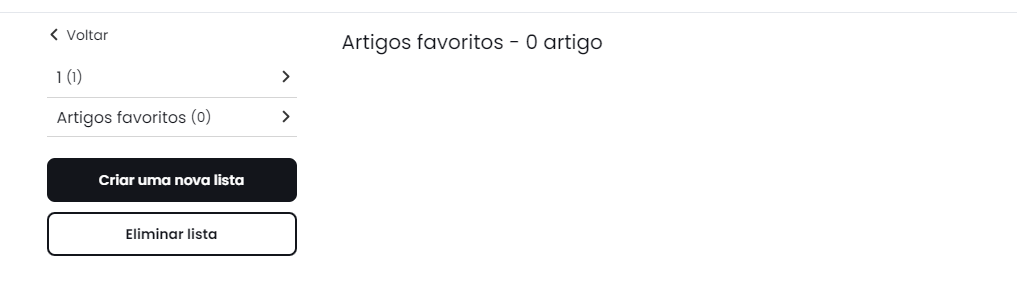 Voltar
Artigos favoritos - 0 artigo
1 (1)
Artigos favoritos (0)
Criar uma nova lista
Eliminar lista